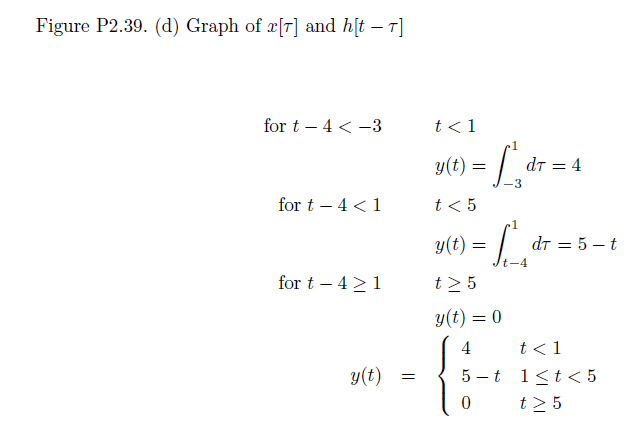 Figure P2.39. (d) Graph of x[τ] and h[t − τ]
for t − 4 < −3 t < 1
y(t) = ∫_{−3}^{1} dτ = 4
for t − 4 < 1 t < 5
y(t) = ∫_{t−4}^{1} dτ = 5 − t
for t − 4 ≥ 1 t ≥ 5
y(t) = 0
4 t < 1
y(t) = { 5 − t 1 ≤ t < 5
0 t ≥ 5